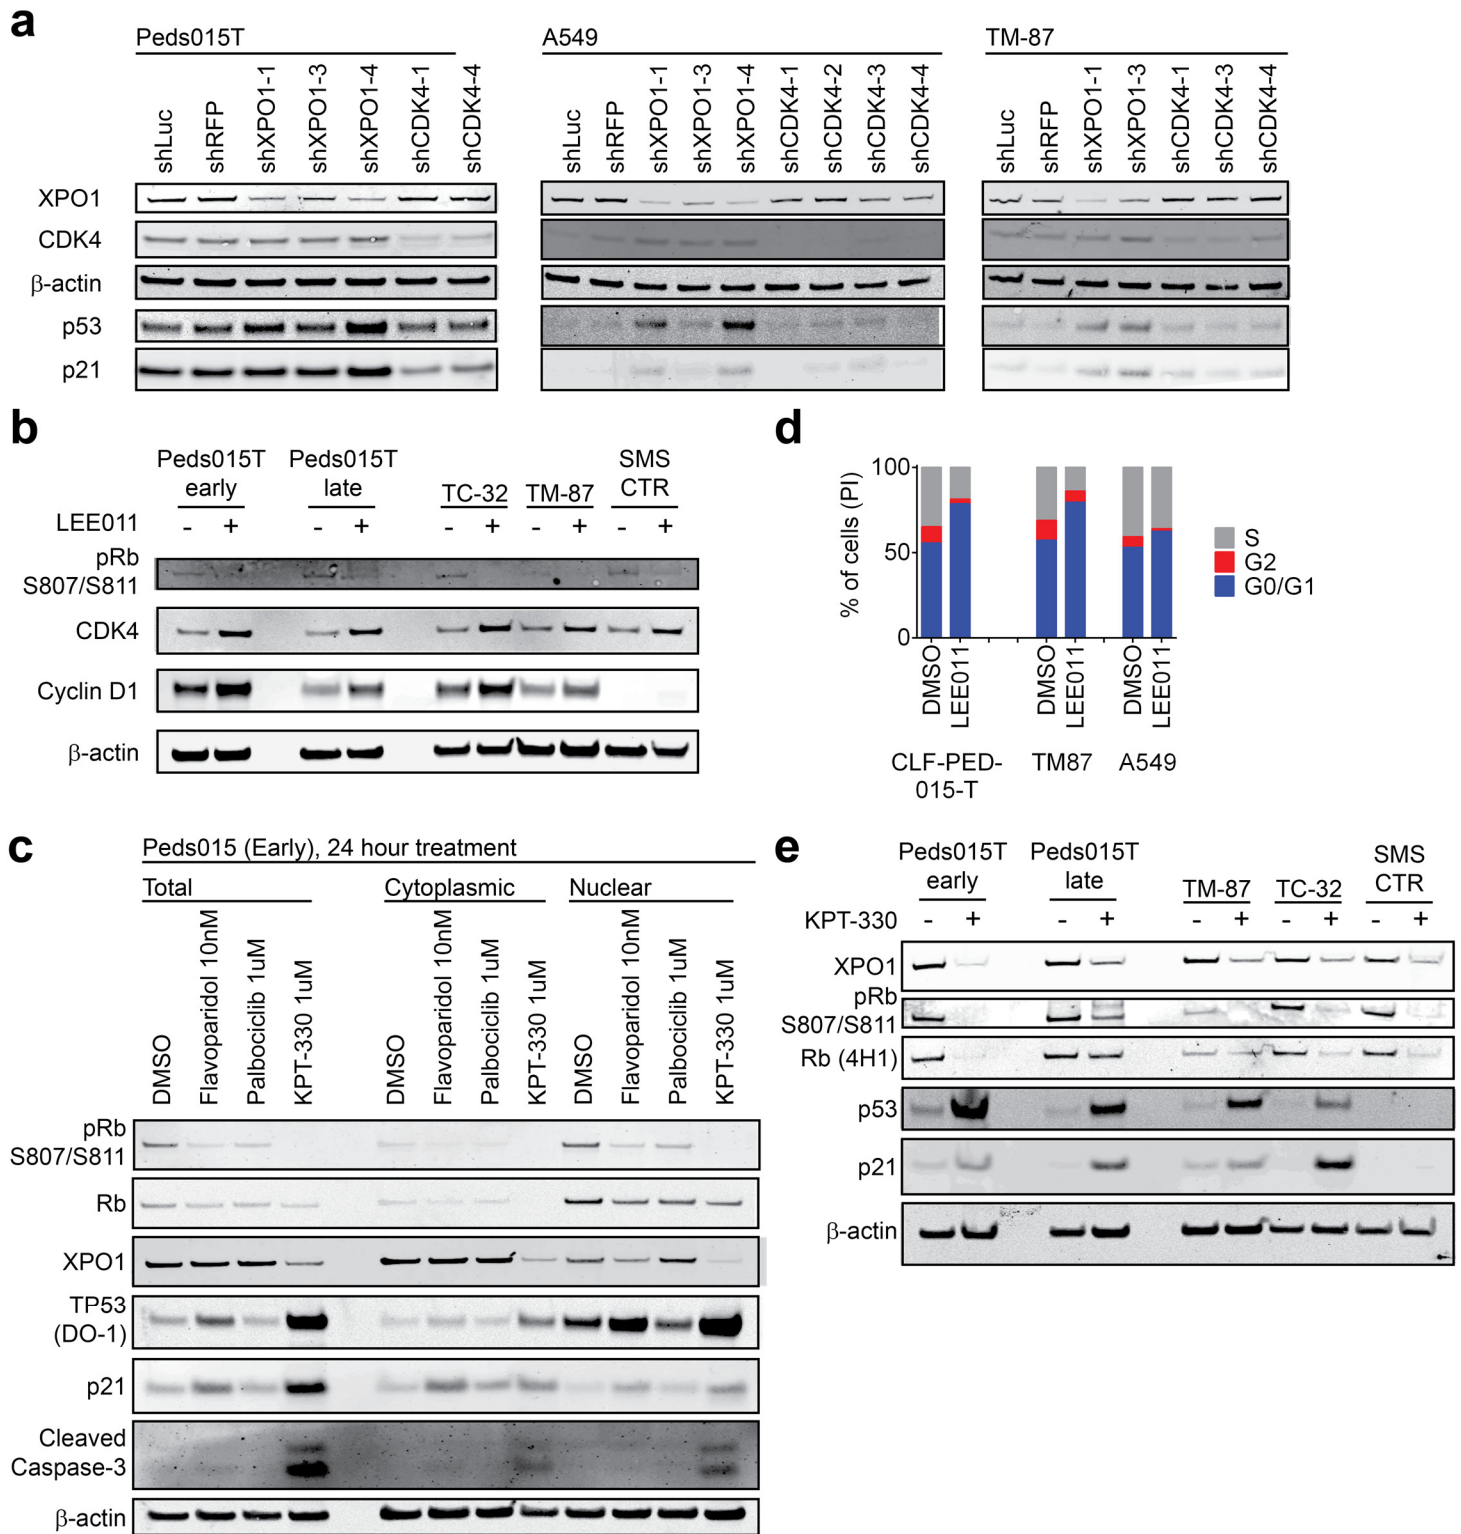 a
Peds015T
A549
TM-87
shLuc
shRFP
shXPO1-1
shXPO1-3
shXPO1-4
shCDK4-1
shCDK4-4
shLuc
shRFP
shXPO1-1
shXPO1-3
shXPO1-4
shCDK4-1
shCDK4-2
shCDK4-3
shCDK4-4
shLuc
shRFP
shXPO1-1
shXPO1-3
shCDK4-1
shCDK4-3
shCDK4-4
XPO1
CDK4
β-actin
p53
p21
b
Peds015T
early
Peds015T
late
TC-32
TM-87
SMS
CTR
LEE011
- + - + - + - + - +
pRb
S807/S811
CDK4
Cyclin D1
β-actin
d
% of cells (PI)
100
50
0
S
G2
G0/G1
DMSO
LEE011
DMSO
LEE011
DMSO
LEE011
CLF-PED-
015-T
TM87
A549
c
Peds015 (Early), 24 hour treatment
Total
Cytoplasmic
Nuclear
DMSO
Flavoparidol 10nM
Palbociclib 1uM
KPT-330 1uM
DMSO
Flavoparidol 10nM
Palbociclib 1uM
KPT-330 1uM
DMSO
Flavoparidol 10nM
Palbociclib 1uM
KPT-330 1uM
pRb
S807/S811
Rb
XPO1
TP53
(DO-1)
p21
Cleaved
Caspase-3
β-actin
e
Peds015T
early
Peds015T
late
TM-87
TC-32
SMS
CTR
KPT-330
- + - + - + - + - +
XPO1
pRb
S807/S811
Rb (4H1)
p53
p21
β-actin